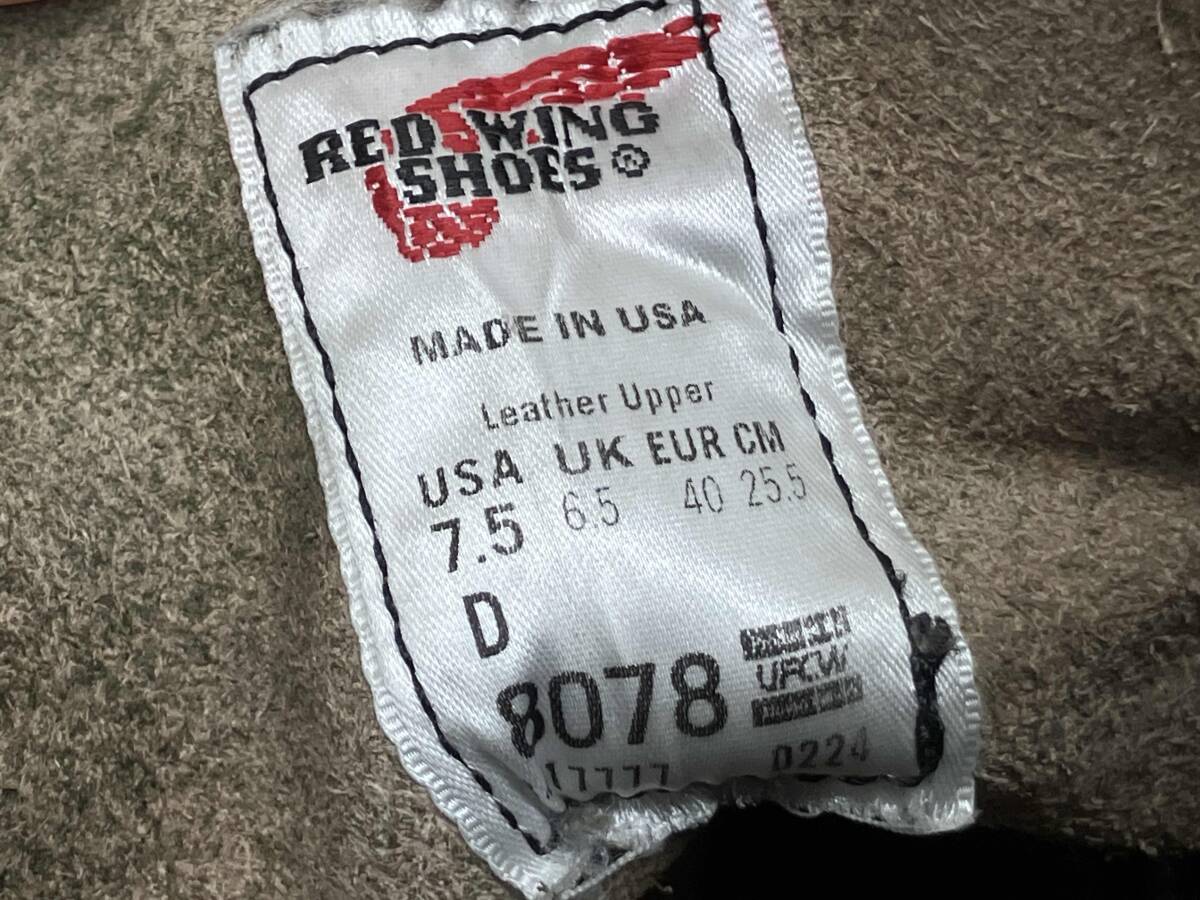 RED WING
SHOES®
MADE IN USA
Leather Upper
USA UK EUR CM
7.5 6.5 40 25.5
D
8078
UFCW
0224